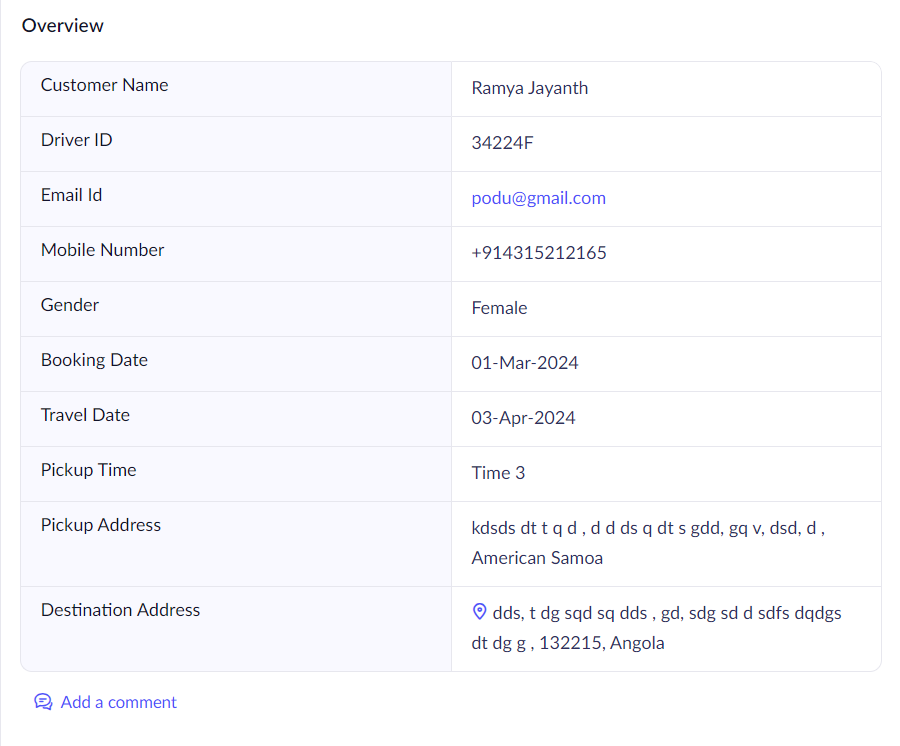 Overview
Customer Name
Ramya Jayanth
Driver ID
34224F
Email Id
podu@gmail.com
Mobile Number
+914315212165
Gender
Female
Booking Date
01-Mar-2024
Travel Date
03-Apr-2024
Pickup Time
Time 3
Pickup Address
kdsds dt t q d , d d ds q dt s gdd, gq v, dsd, d ,
American Samoa
Destination Address
dds, t dg sqd sq dds , gd, sdg sd d sdfs dqdgs
dt dg g , 132215, Angola
Add a comment